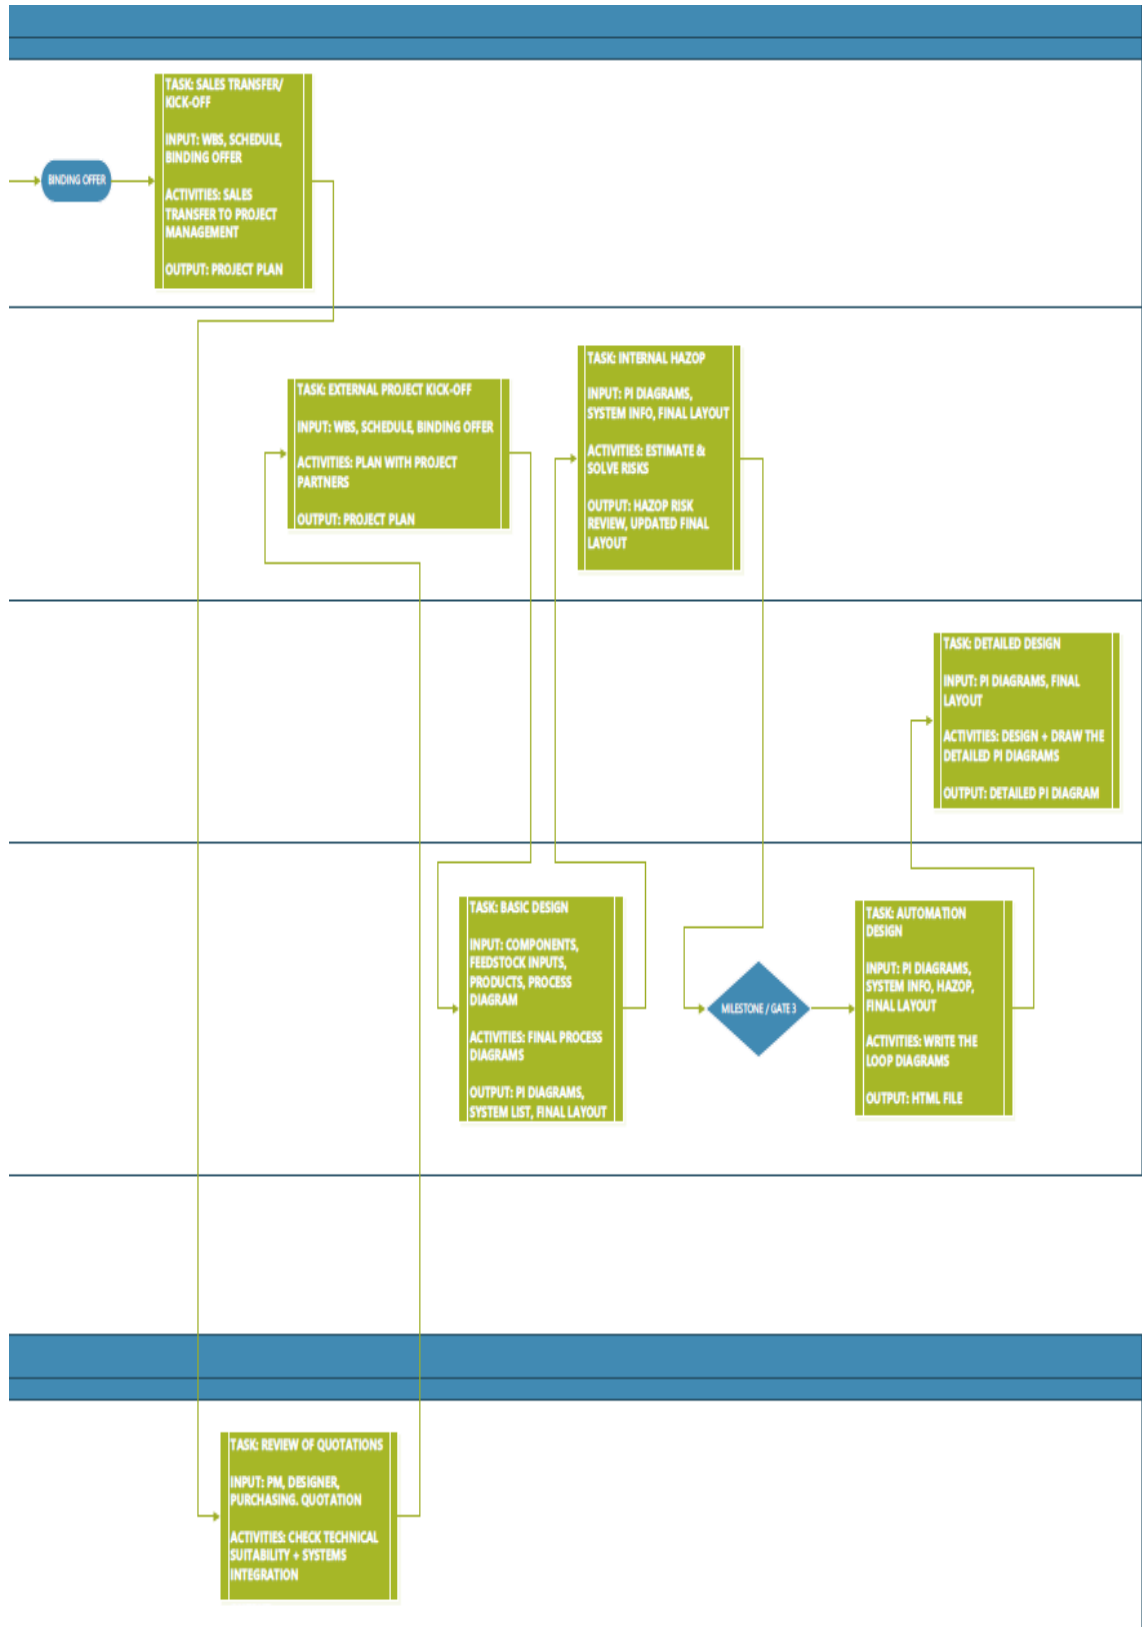 BINDING OFFER
TASK: SALES TRANSFER/
KICK-OFF
INPUT: WBS, SCHEDULE,
BINDING OFFER
ACTIVITIES: SALES
TRANSFER TO PROJECT
MANAGEMENT
OUTPUT: PROJECT PLAN
TASK: EXTERNAL PROJECT KICK-OFF
INPUT: WBS, SCHEDULE, BINDING OFFER
ACTIVITIES: PLAN WITH PROJECT
PARTNERS
OUTPUT: PROJECT PLAN
TASK: INTERNAL HAZOP
INPUT: PI DIAGRAMS,
SYSTEM INFO, FINAL LAYOUT
ACTIVITIES: ESTIMATE &
SOLVE RISKS
OUTPUT: HAZOP RISK
REVIEW, UPDATED FINAL
LAYOUT
TASK: DETAILED DESIGN
INPUT: PI DIAGRAMS, FINAL
LAYOUT
ACTIVITIES: DESIGN + DRAW THE
DETAILED PI DIAGRAMS
OUTPUT: DETAILED PI DIAGRAM
TASK: BASIC DESIGN
INPUT: COMPONENTS,
FEEDSTOCK INPUTS,
PRODUCTS, PROCESS
DIAGRAM
ACTIVITIES: FINAL PROCESS
DIAGRAMS
OUTPUT: PI DIAGRAMS,
SYSTEM LIST, FINAL LAYOUT
MILESTONE / GATE 3
TASK: AUTOMATION
DESIGN
INPUT: PI DIAGRAMS,
SYSTEM INFO, HAZOP,
FINAL LAYOUT
ACTIVITIES: WRITE THE
LOOP DIAGRAMS
OUTPUT: HTML FILE
TASK: REVIEW OF QUOTATIONS
INPUT: PM, DESIGNER,
PURCHASING. QUOTATION
ACTIVITIES: CHECK TECHNICAL
SUITABILITY + SYSTEMS
INTEGRATION